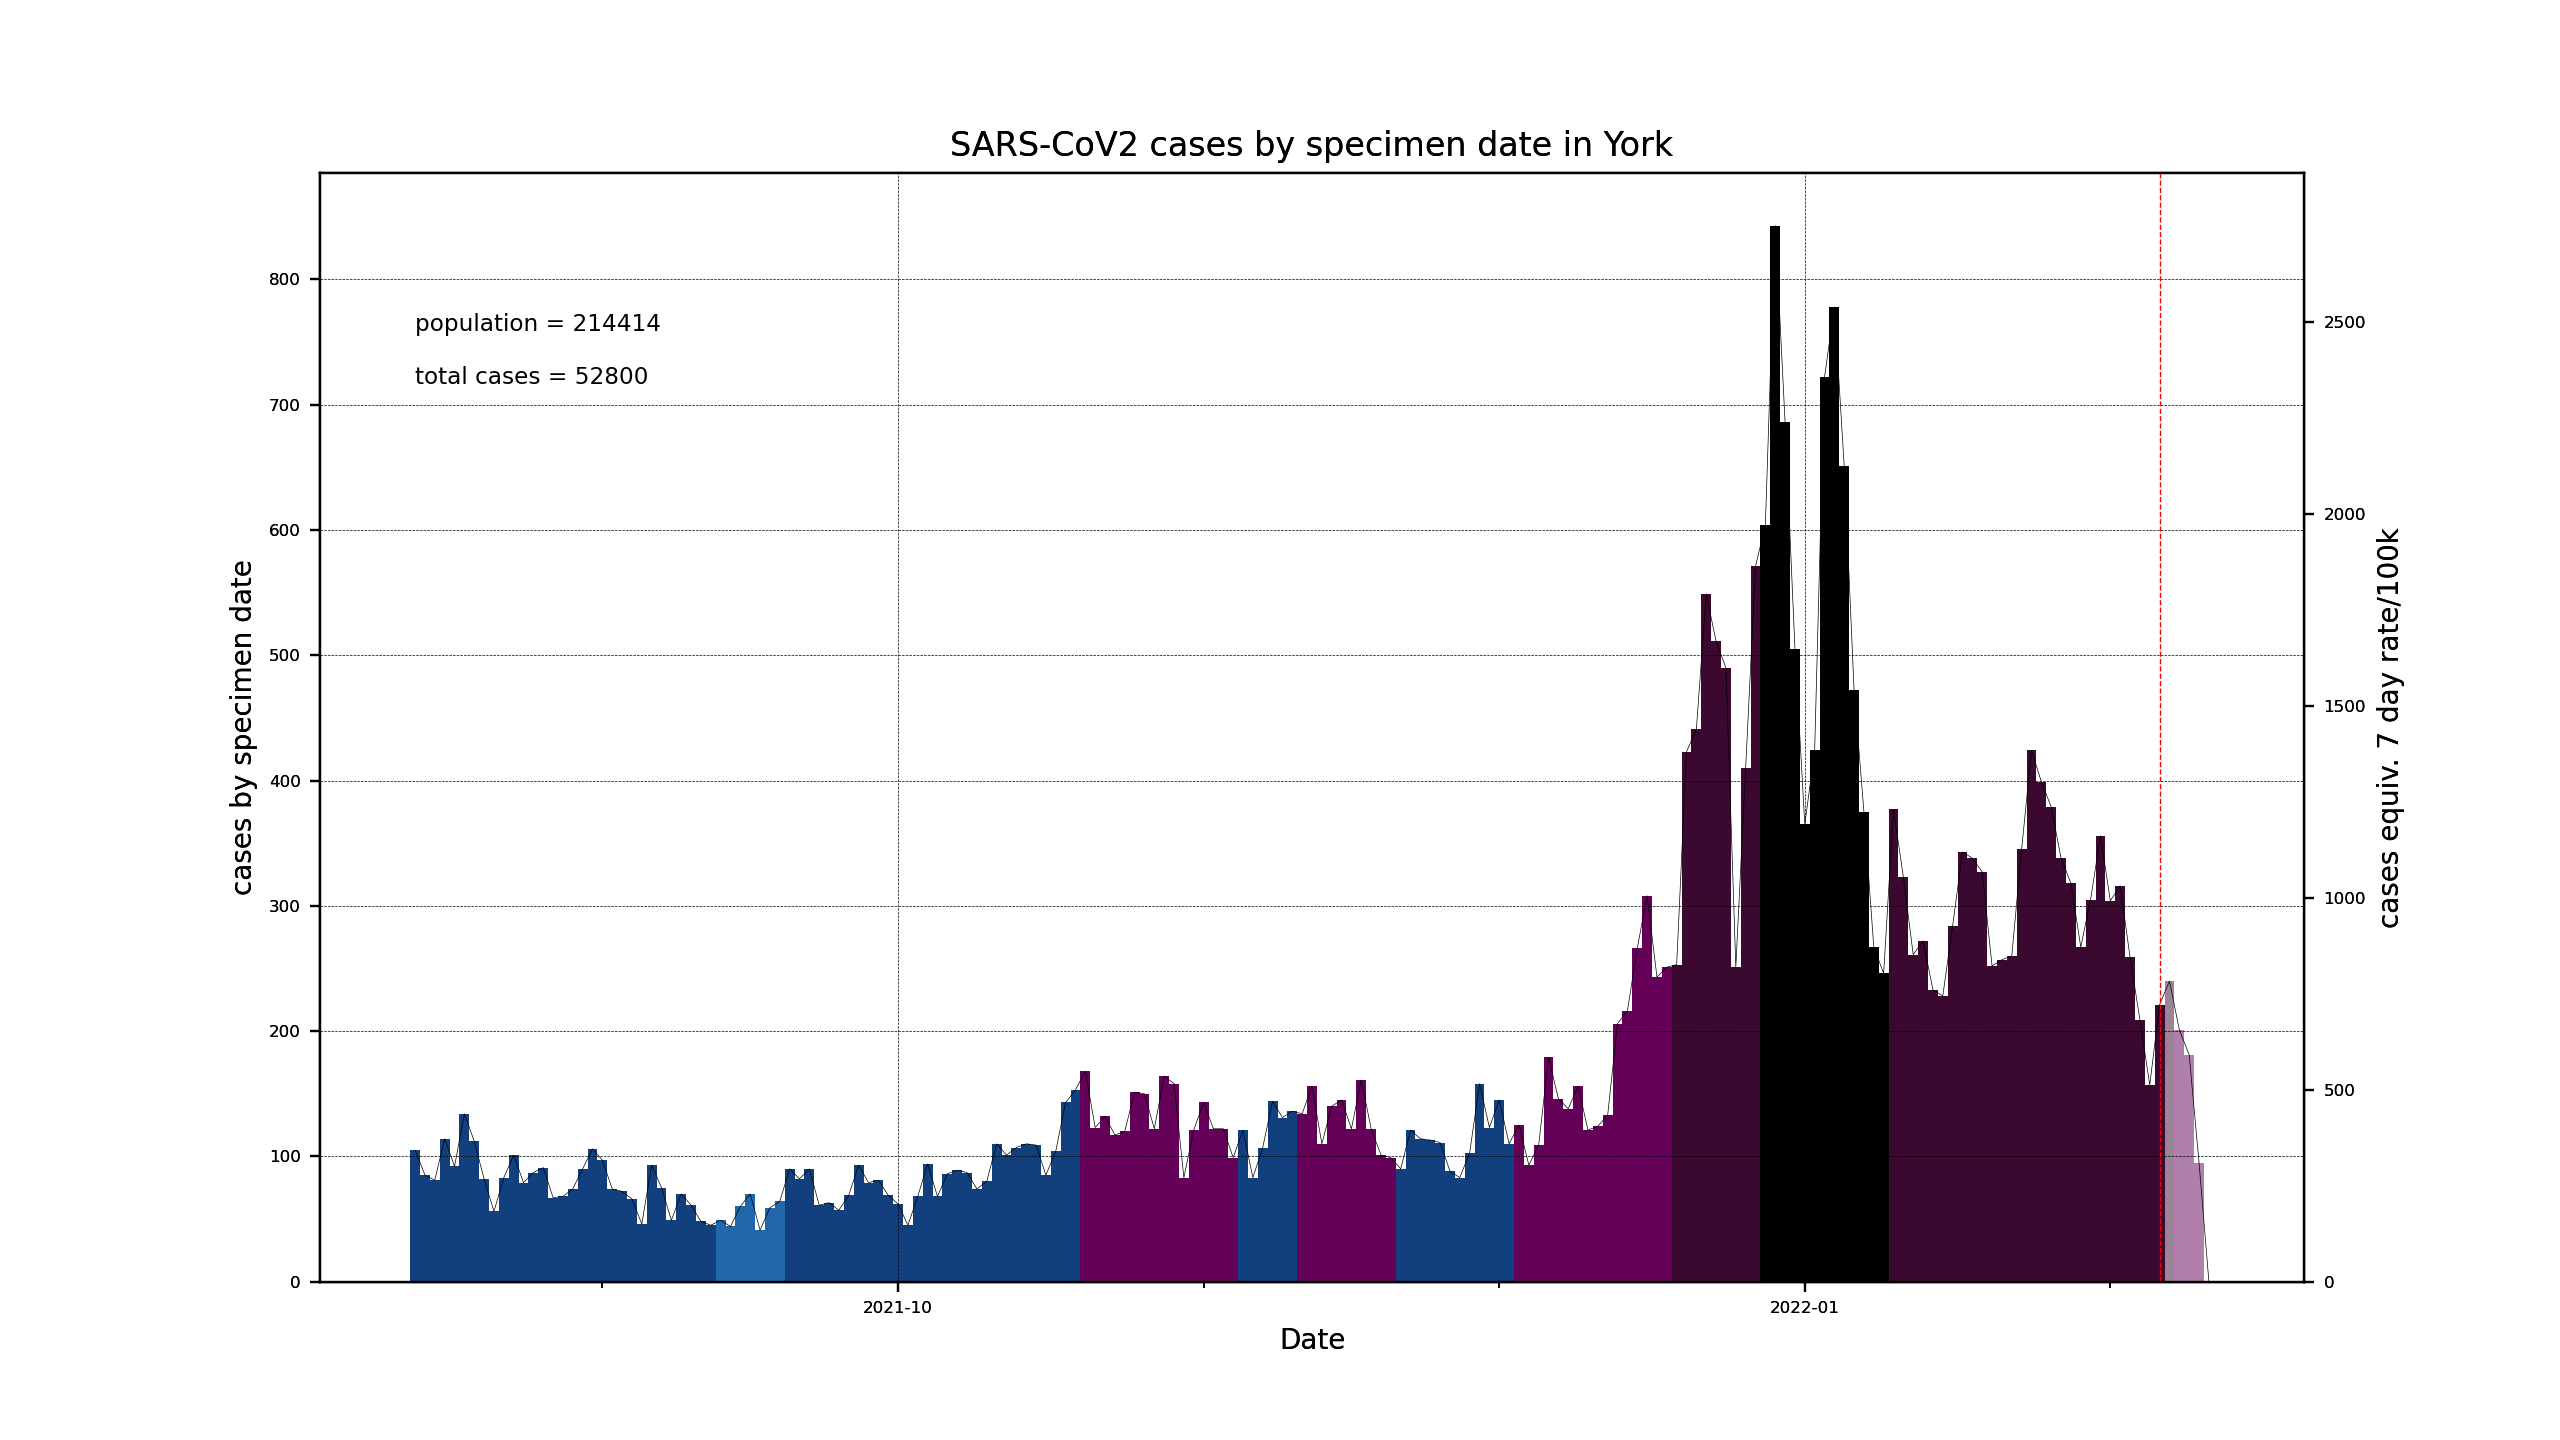 SARS-CoV2 cases by specimen date in York
population = 214414
total cases = 52800
cases by specimen date
800
700
600
500
400
300
200
100
0
2500
2000
1500
1000
500
0
cases equiv. 7 day rate/100k
2021-10
2022-01
Date